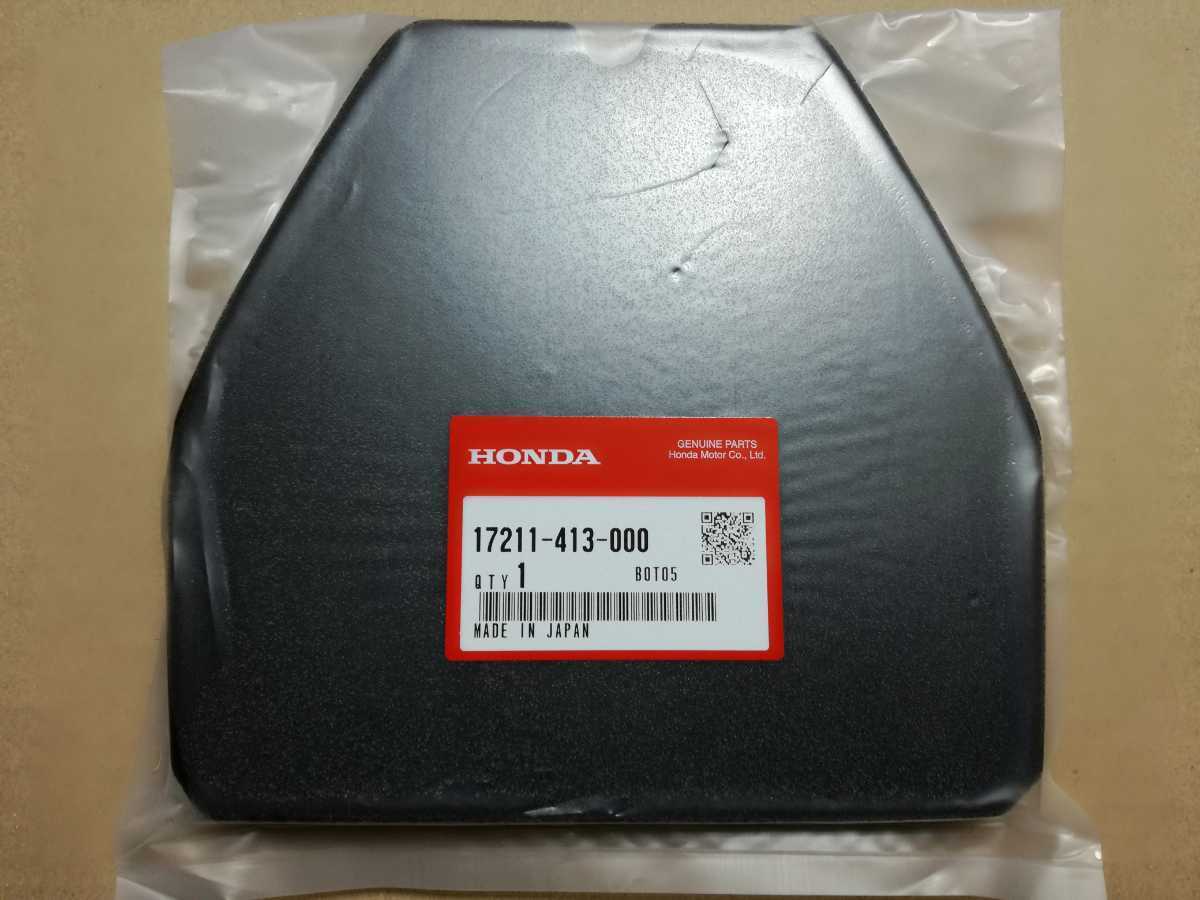 HONDA
GENUINE PARTS
Honda Motor Co., Ltd.
17211-413-000
QTY 1 BOT05
MADE IN JAPAN